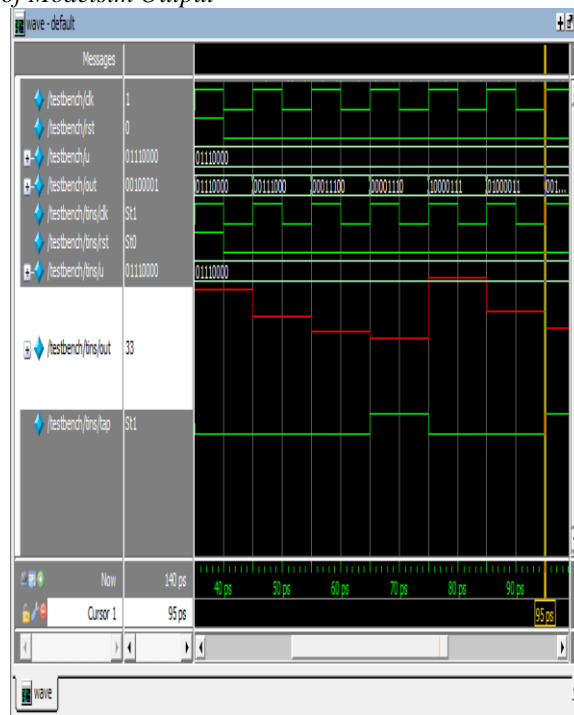 of Modelsim Output
wave - default
Messages
/testbench/clk 1
/testbench/rst 0
/testbench/u 01110000 01110000
/testbench/out 00100001 01110000 00111000 00011100 00001110 10000111 01000011 001...
/testbench/tins/clk St1
/testbench/tins/rst St0
/testbench/tins/u 01110000 01110000
/testbench/tins/out 33
/testbench/tins/tap St1
Now 140 ps 40 ps 50 ps 60 ps 70 ps 80 ps 90 ps
Cursor 1 95 ps 95 ps
wave